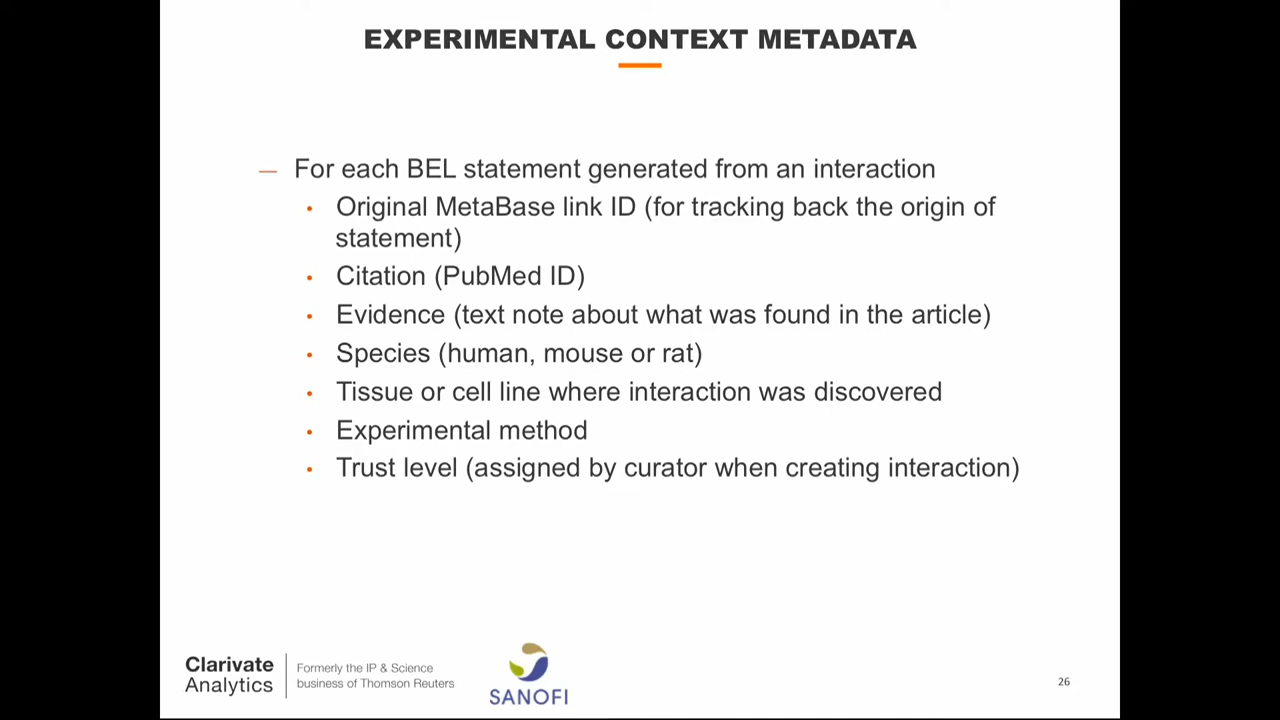 EXPERIMENTAL CONTEXT METADATA
— For each BEL statement generated from an interaction
• Original MetaBase link ID (for tracking back the origin of
statement)
• Citation (PubMed ID)
• Evidence (text note about what was found in the article)
• Species (human, mouse or rat)
• Tissue or cell line where interaction was discovered
• Experimental method
• Trust level (assigned by curator when creating interaction)
Clarivate
Analytics
Formerly the IP & Science
business of Thomson Reuters
SANOFI
26